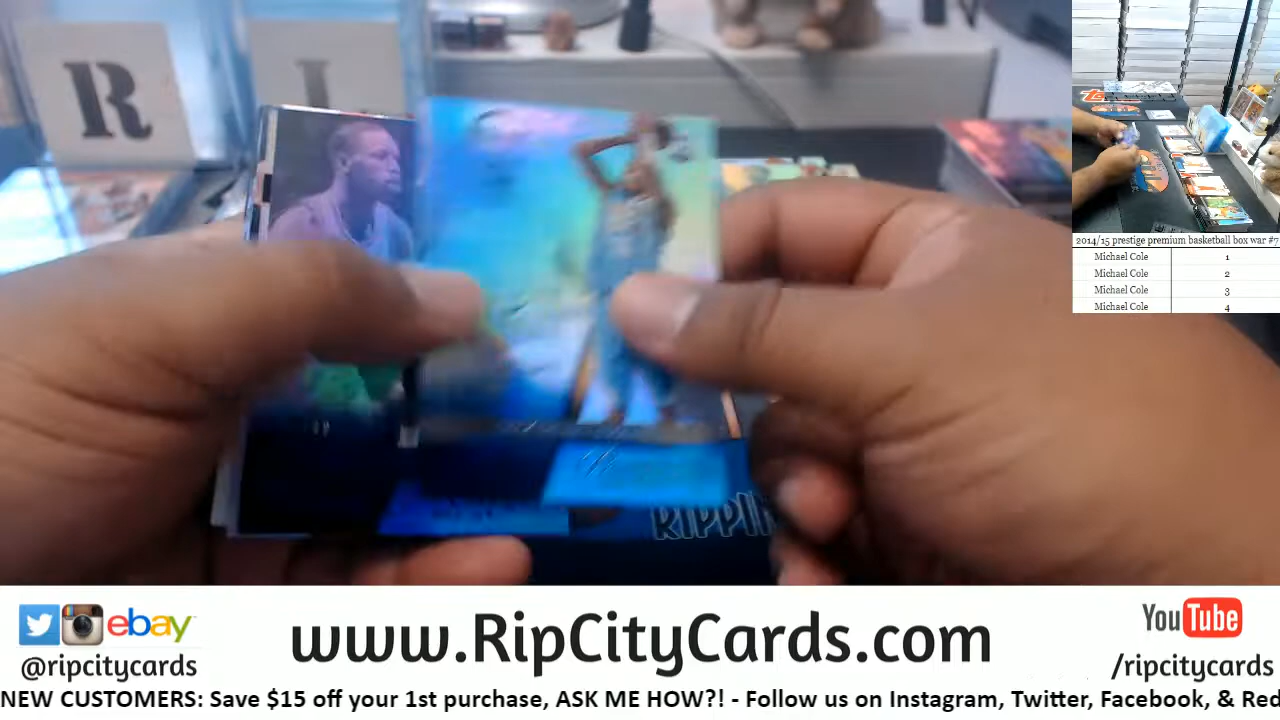 R
I
RIPPIN
2014/15 prestige premium basketball box war #7
Michael Cole 1
Michael Cole 2
Michael Cole 3
Michael Cole 4
ebay
@ripcitycards
www.RipCityCards.com
YouTube
/ripcitycards
NEW CUSTOMERS: Save $15 off your 1st purchase, ASK ME HOW?! - Follow us on Instagram, Twitter, Facebook, & Red